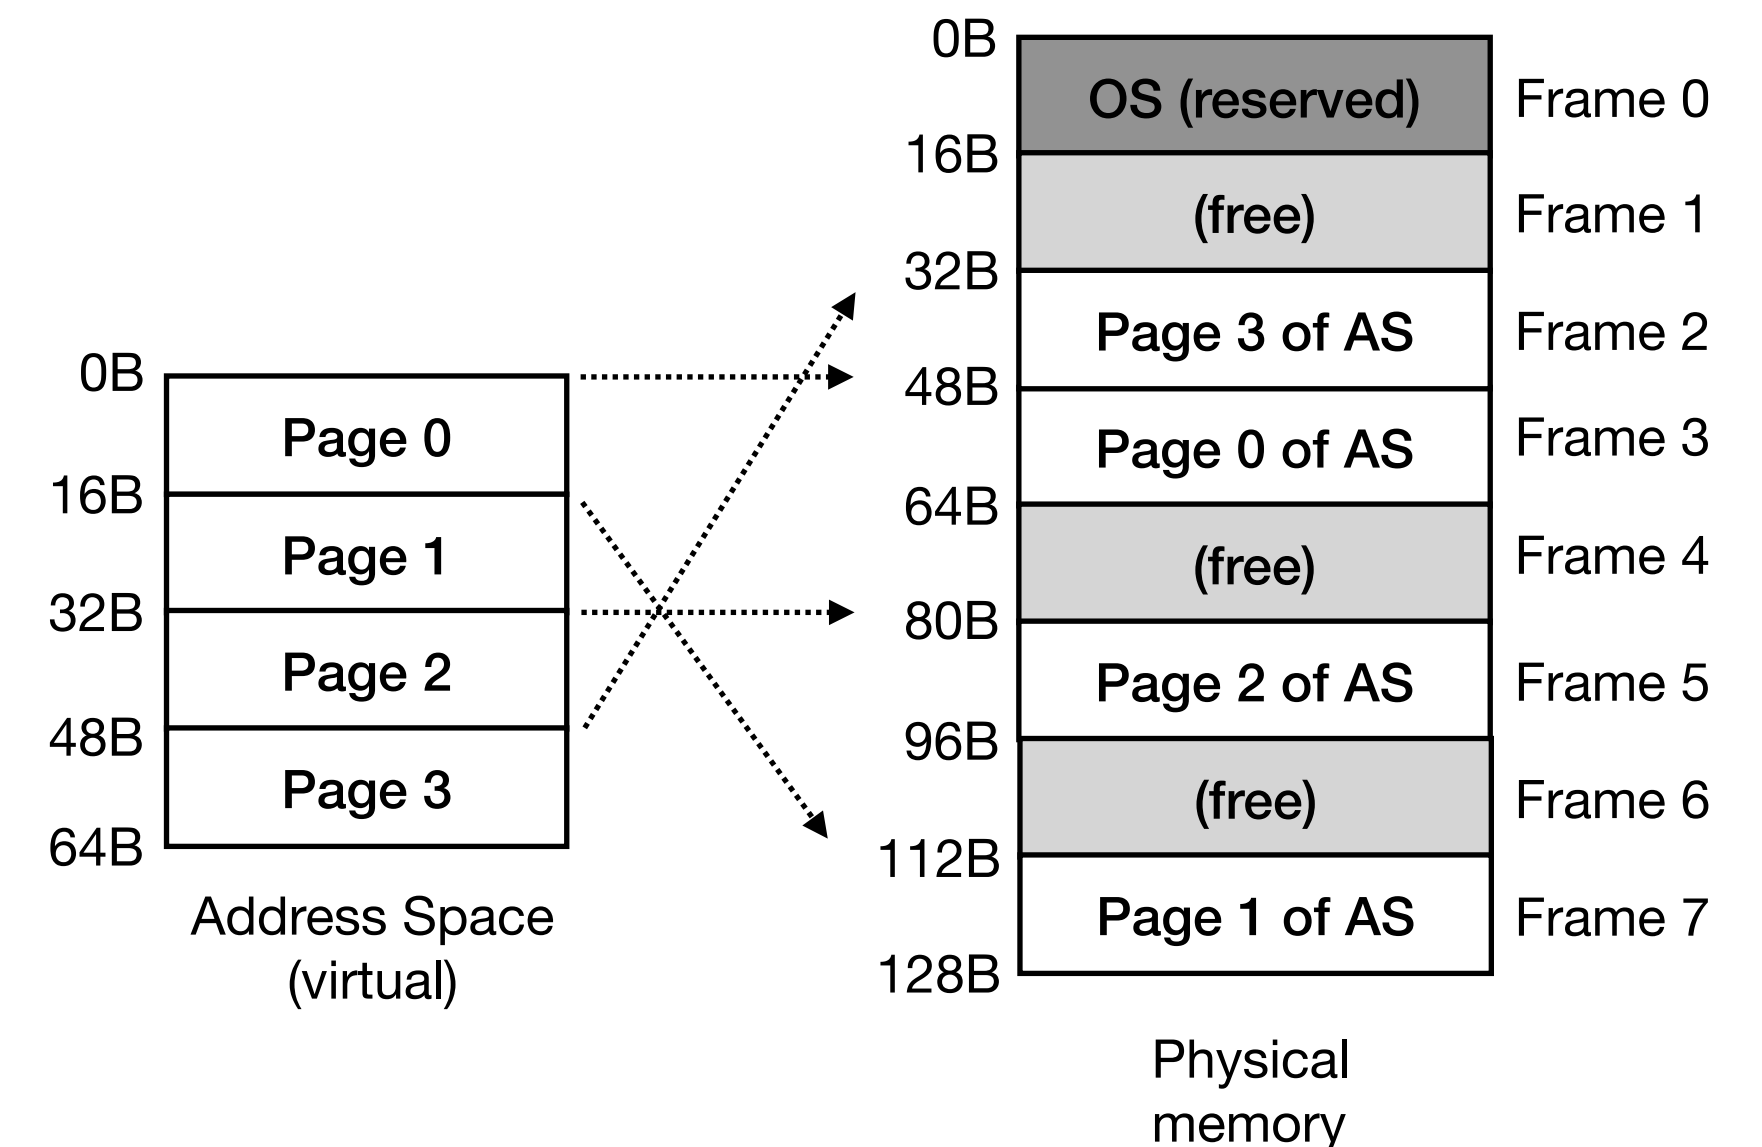 0B
Page 0
16B
Page 1
32B
Page 2
48B
Page 3
64B
Address Space
(virtual)
0B
OS (reserved)
Frame 0
16B
(free)
Frame 1
32B
Page 3 of AS
Frame 2
48B
Page 0 of AS
Frame 3
64B
(free)
Frame 4
80B
Page 2 of AS
Frame 5
96B
(free)
Frame 6
112B
Page 1 of AS
Frame 7
128B
Physical
memory